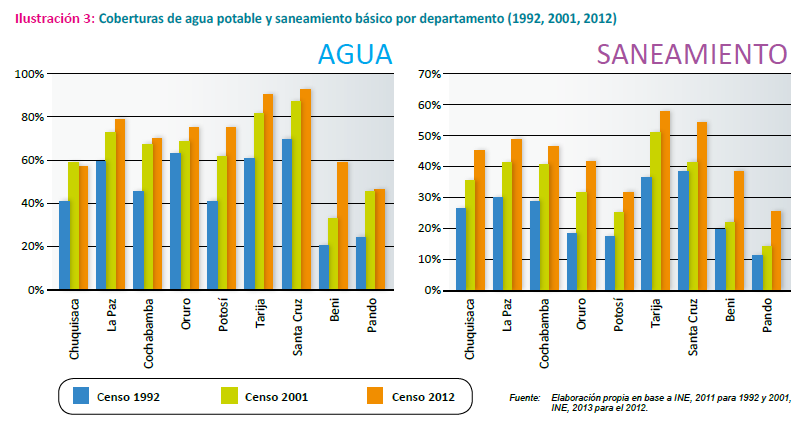 Ilustración 3: Coberturas de agua potable y saneamiento básico por departamento (1992, 2001, 2012)
AGUA
100%
80%
60%
40%
20%
0%
Chuquisaca
La Paz
Cochabamba
Oruro
Potosí
Tarija
Santa Cruz
Beni
Pando
SANEAMIENTO
70%
60%
50%
40%
30%
20%
10%
0%
Chuquisaca
La Paz
Cochabamba
Oruro
Potosí
Tarija
Santa Cruz
Beni
Pando
Censo 1992
Censo 2001
Censo 2012
Fuente: Elaboración propia en base a INE, 2011 para 1992 y 2001,
INE, 2013 para el 2012.